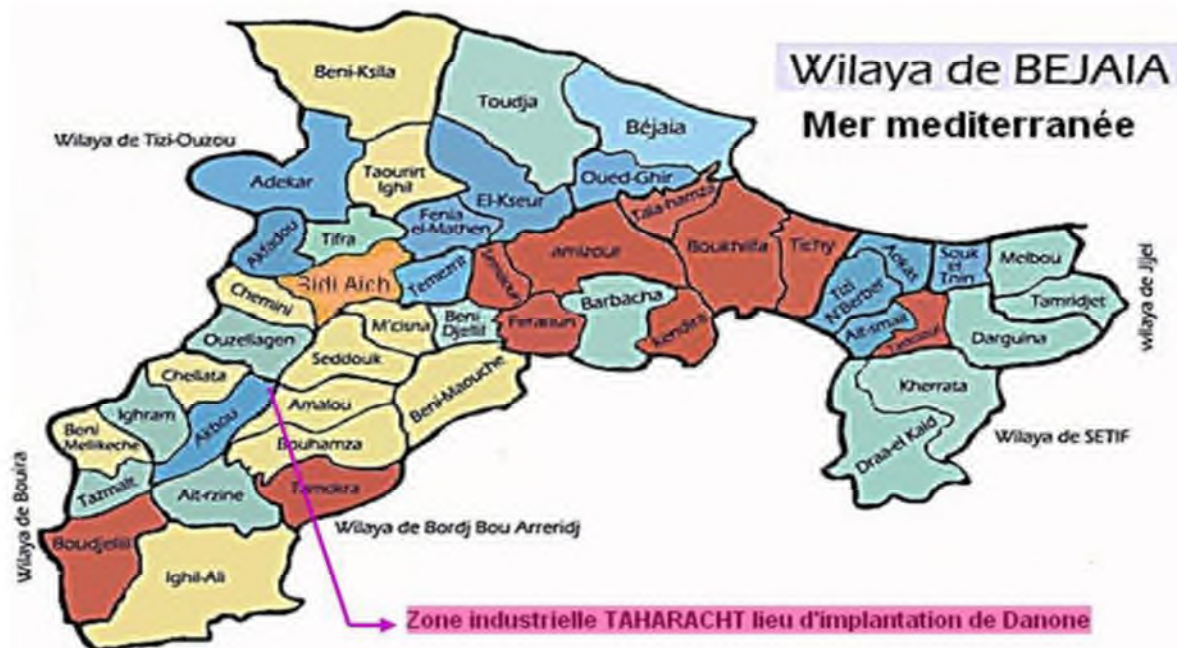 Wilaya de BEJAIA
Mer mediterranée
Beni-Ksila
Toudja
Béjaia
Wilaya de Tizi-Ouzou
Adekar
Taourirt
Ighil
El-Kseur
Oued-Ghir
Tala-hamza
Fenia
el-Mathen
Akfadou
Tifra
Amizour
Boukhlifa
Tichy
Aokas
Souk
et
Tnin
Melbou
Sidi Aich
Temezrit
Tizi
N'Berber
Tamridjet
Wilaya de Jijel
Chemini
M'cisna
Beni
Djellil
Feraoun
Barbacha
Kendira
Ait-smail
Darguina
Ouzellagen
Seddouk
Chellata
Amalou
Beni-Maouche
Kherrata
Ighram
Akbou
Beni
Mellikeche
Bouhamza
Draa-el Kaid
Wilaya de SETIF
Tazmalt
Ait-rzine
Tamokra
Wilaya de Bouira
Wilaya de Bordj Bou Arreridj
Boudjellil
Ighil-Ali
Zone industrielle TAHARACHT lieu d'implantation de Danone